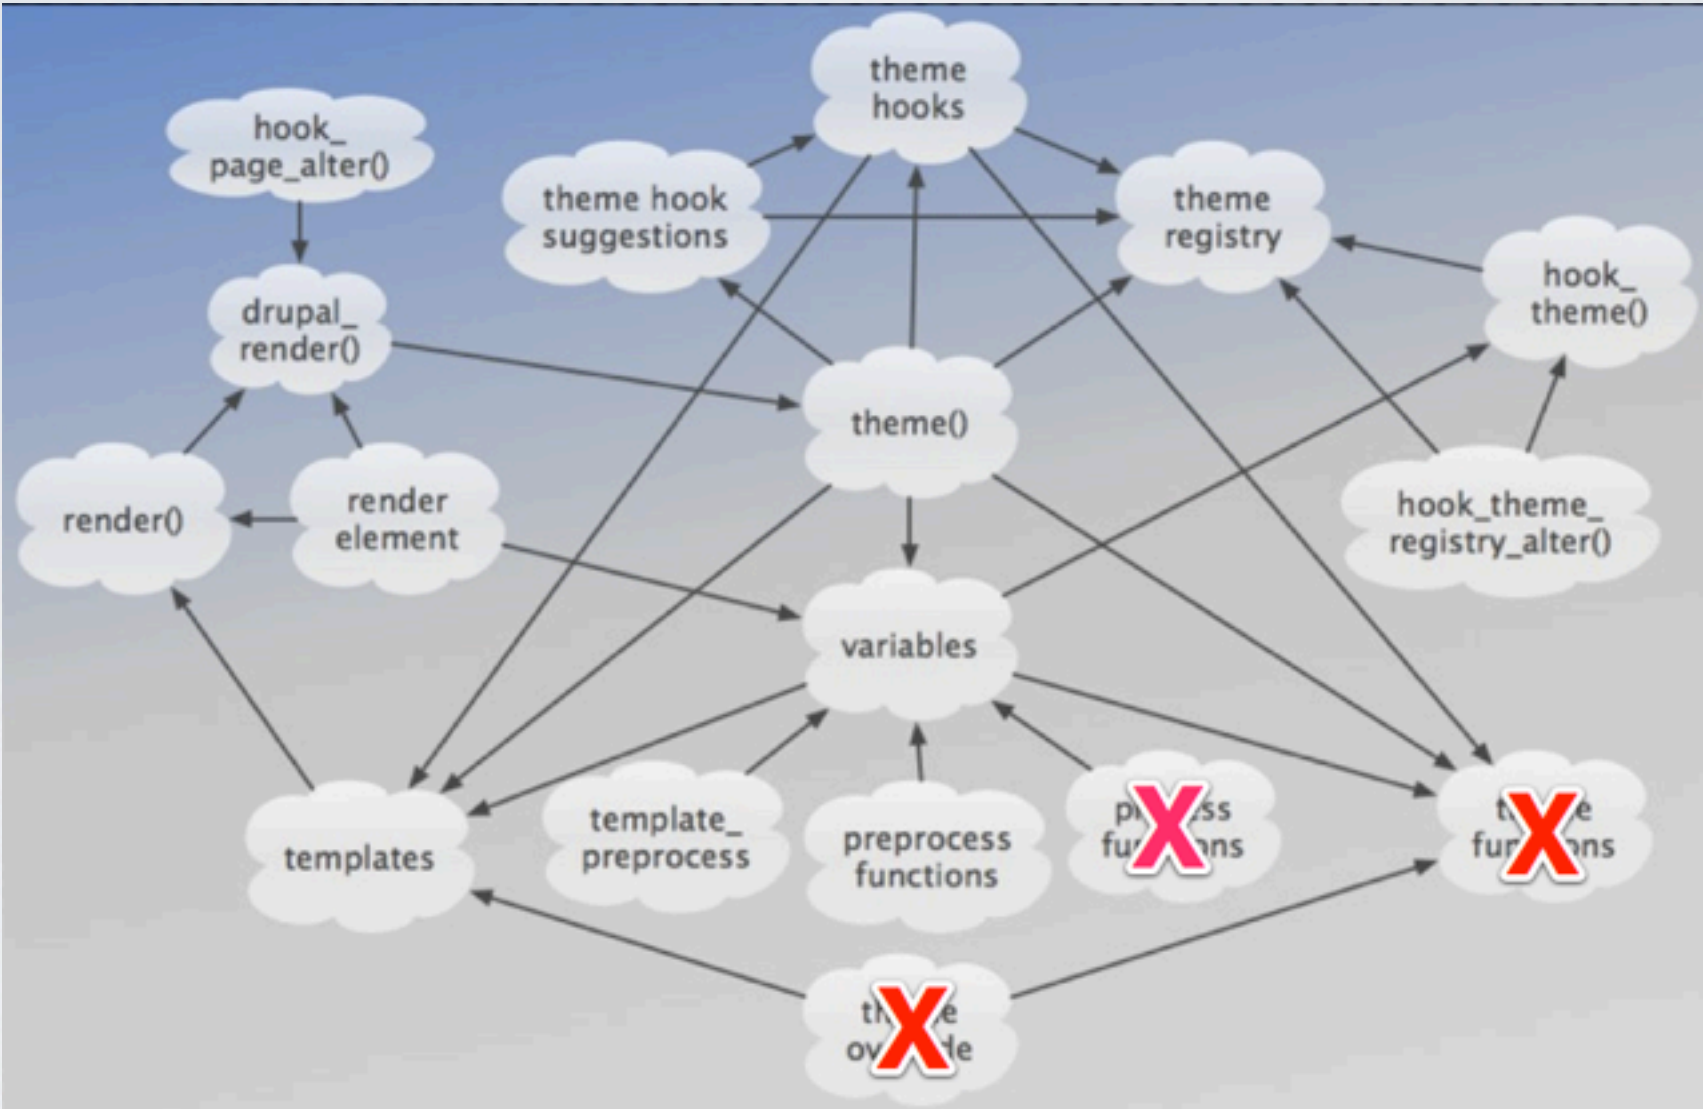 theme
hooks
hook_
page_alter()
theme hook
suggestions
theme
registry
hook_
theme()
drupal_
render()
theme()
render()
render
element
hook_theme_
registry_alter()
variables
templates
template_
preprocess
preprocess
functions
X
X
X